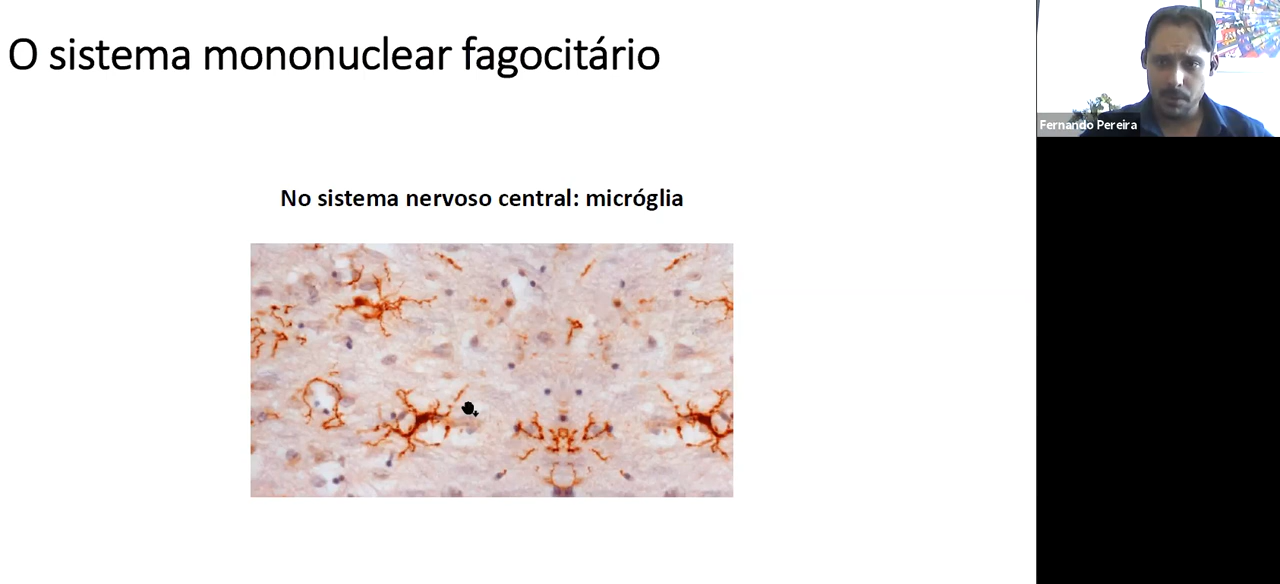 O sistema mononuclear fagocitário
No sistema nervoso central: micróglia
Fernando Pereira